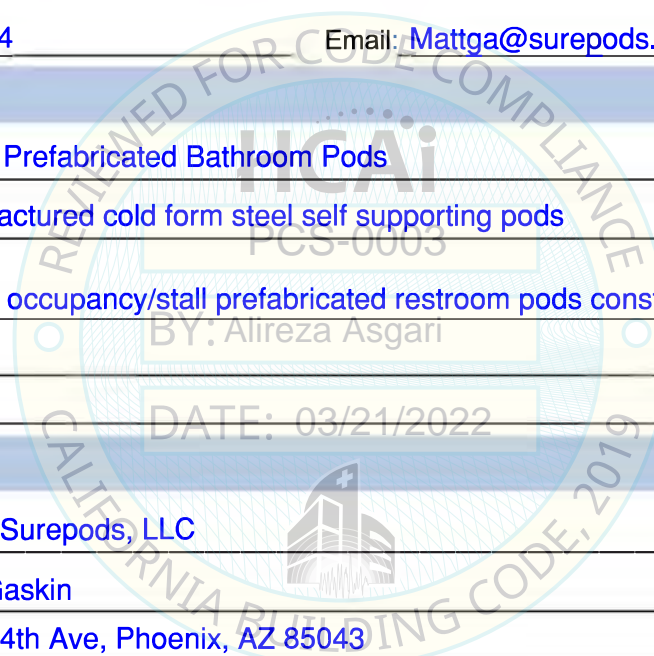 4 Email: Mattga@surepods.
REVIEWED FOR CODE COMPLIANCE
HCAi
Prefabricated Bathroom Pods
actured cold form steel self supporting pods
PCS-0003
occupancy/stall prefabricated restroom pods cons
BY: Alireza Asgari
DATE: 03/21/2022
Surepods, LLC
Gaskin
4th Ave, Phoenix, AZ 85043
CALIFORNIA BUILDING CODE, 2019